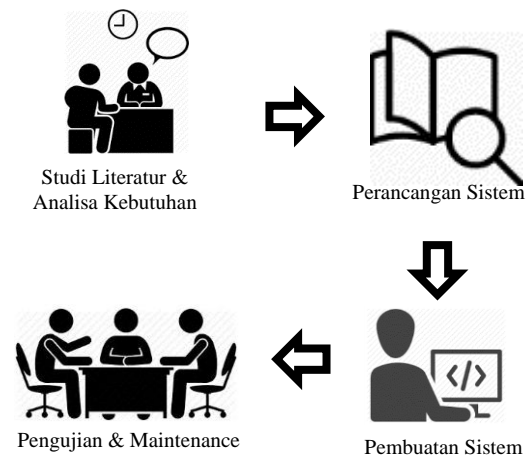 Studi Literatur &
Analisa Kebutuhan
Perancangan Sistem
</>
Pembuatan Sistem
Pengujian & Maintenance